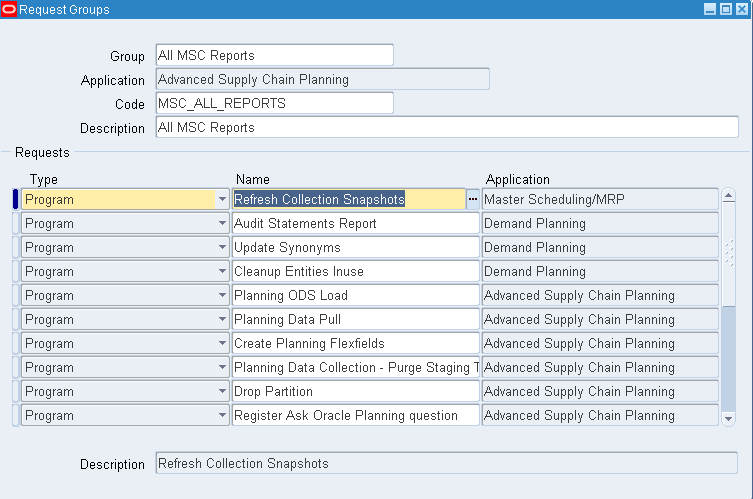 Request Groups
Group All MSC Reports
Application Advanced Supply Chain Planning
Code MSC_ALL_REPORTS
Description All MSC Reports
Requests
Type Name Application
Program Refresh Collection Snapshots ... Master Scheduling/MRP
Program Audit Statements Report Demand Planning
Program Update Synonyms Demand Planning
Program Cleanup Entities Inuse Demand Planning
Program Planning ODS Load Advanced Supply Chain Planning
Program Planning Data Pull Advanced Supply Chain Planning
Program Create Planning Flexfields Advanced Supply Chain Planning
Program Planning Data Collection - Purge Staging T Advanced Supply Chain Planning
Program Drop Partition Advanced Supply Chain Planning
Program Register Ask Oracle Planning question Advanced Supply Chain Planning
Description Refresh Collection Snapshots